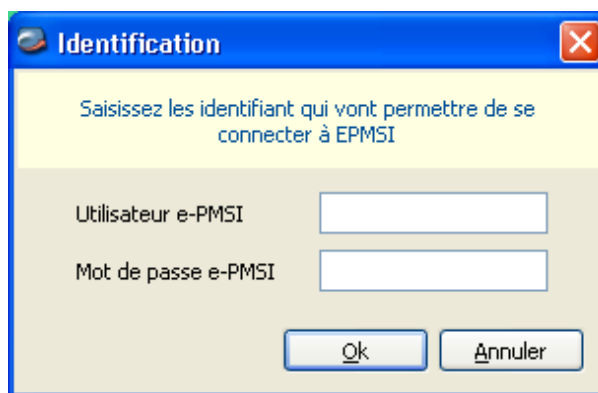 Identification
Saisissez les identifiant qui vont permettre de se
connecter à EPMSI
Utilisateur e-PMSI
Mot de passe e-PMSI
Ok Annuler